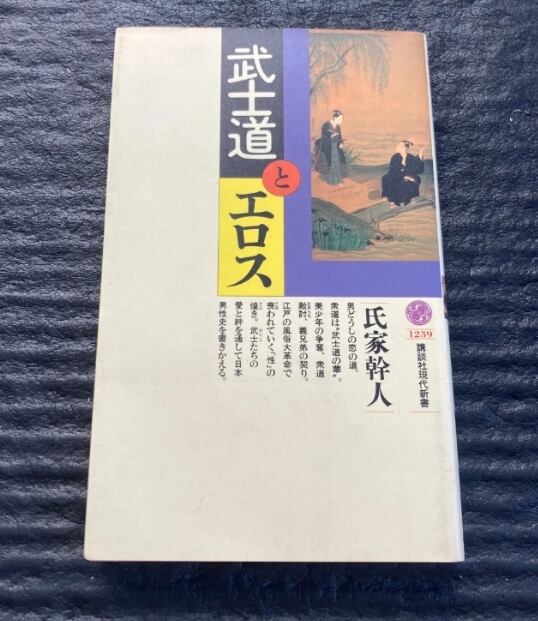 武士道
と
エロス
1239
講談社現代新書
氏家幹人
男どうしの恋の道、
衆道は“武士道の華”。
美少年の争奪、衆道
敵討、義兄弟の契り。
江戸の風俗大革命で
喪われていく「性」の
煌き。武士たちの
愛と絆を通して日本
男性史を書きかえる。